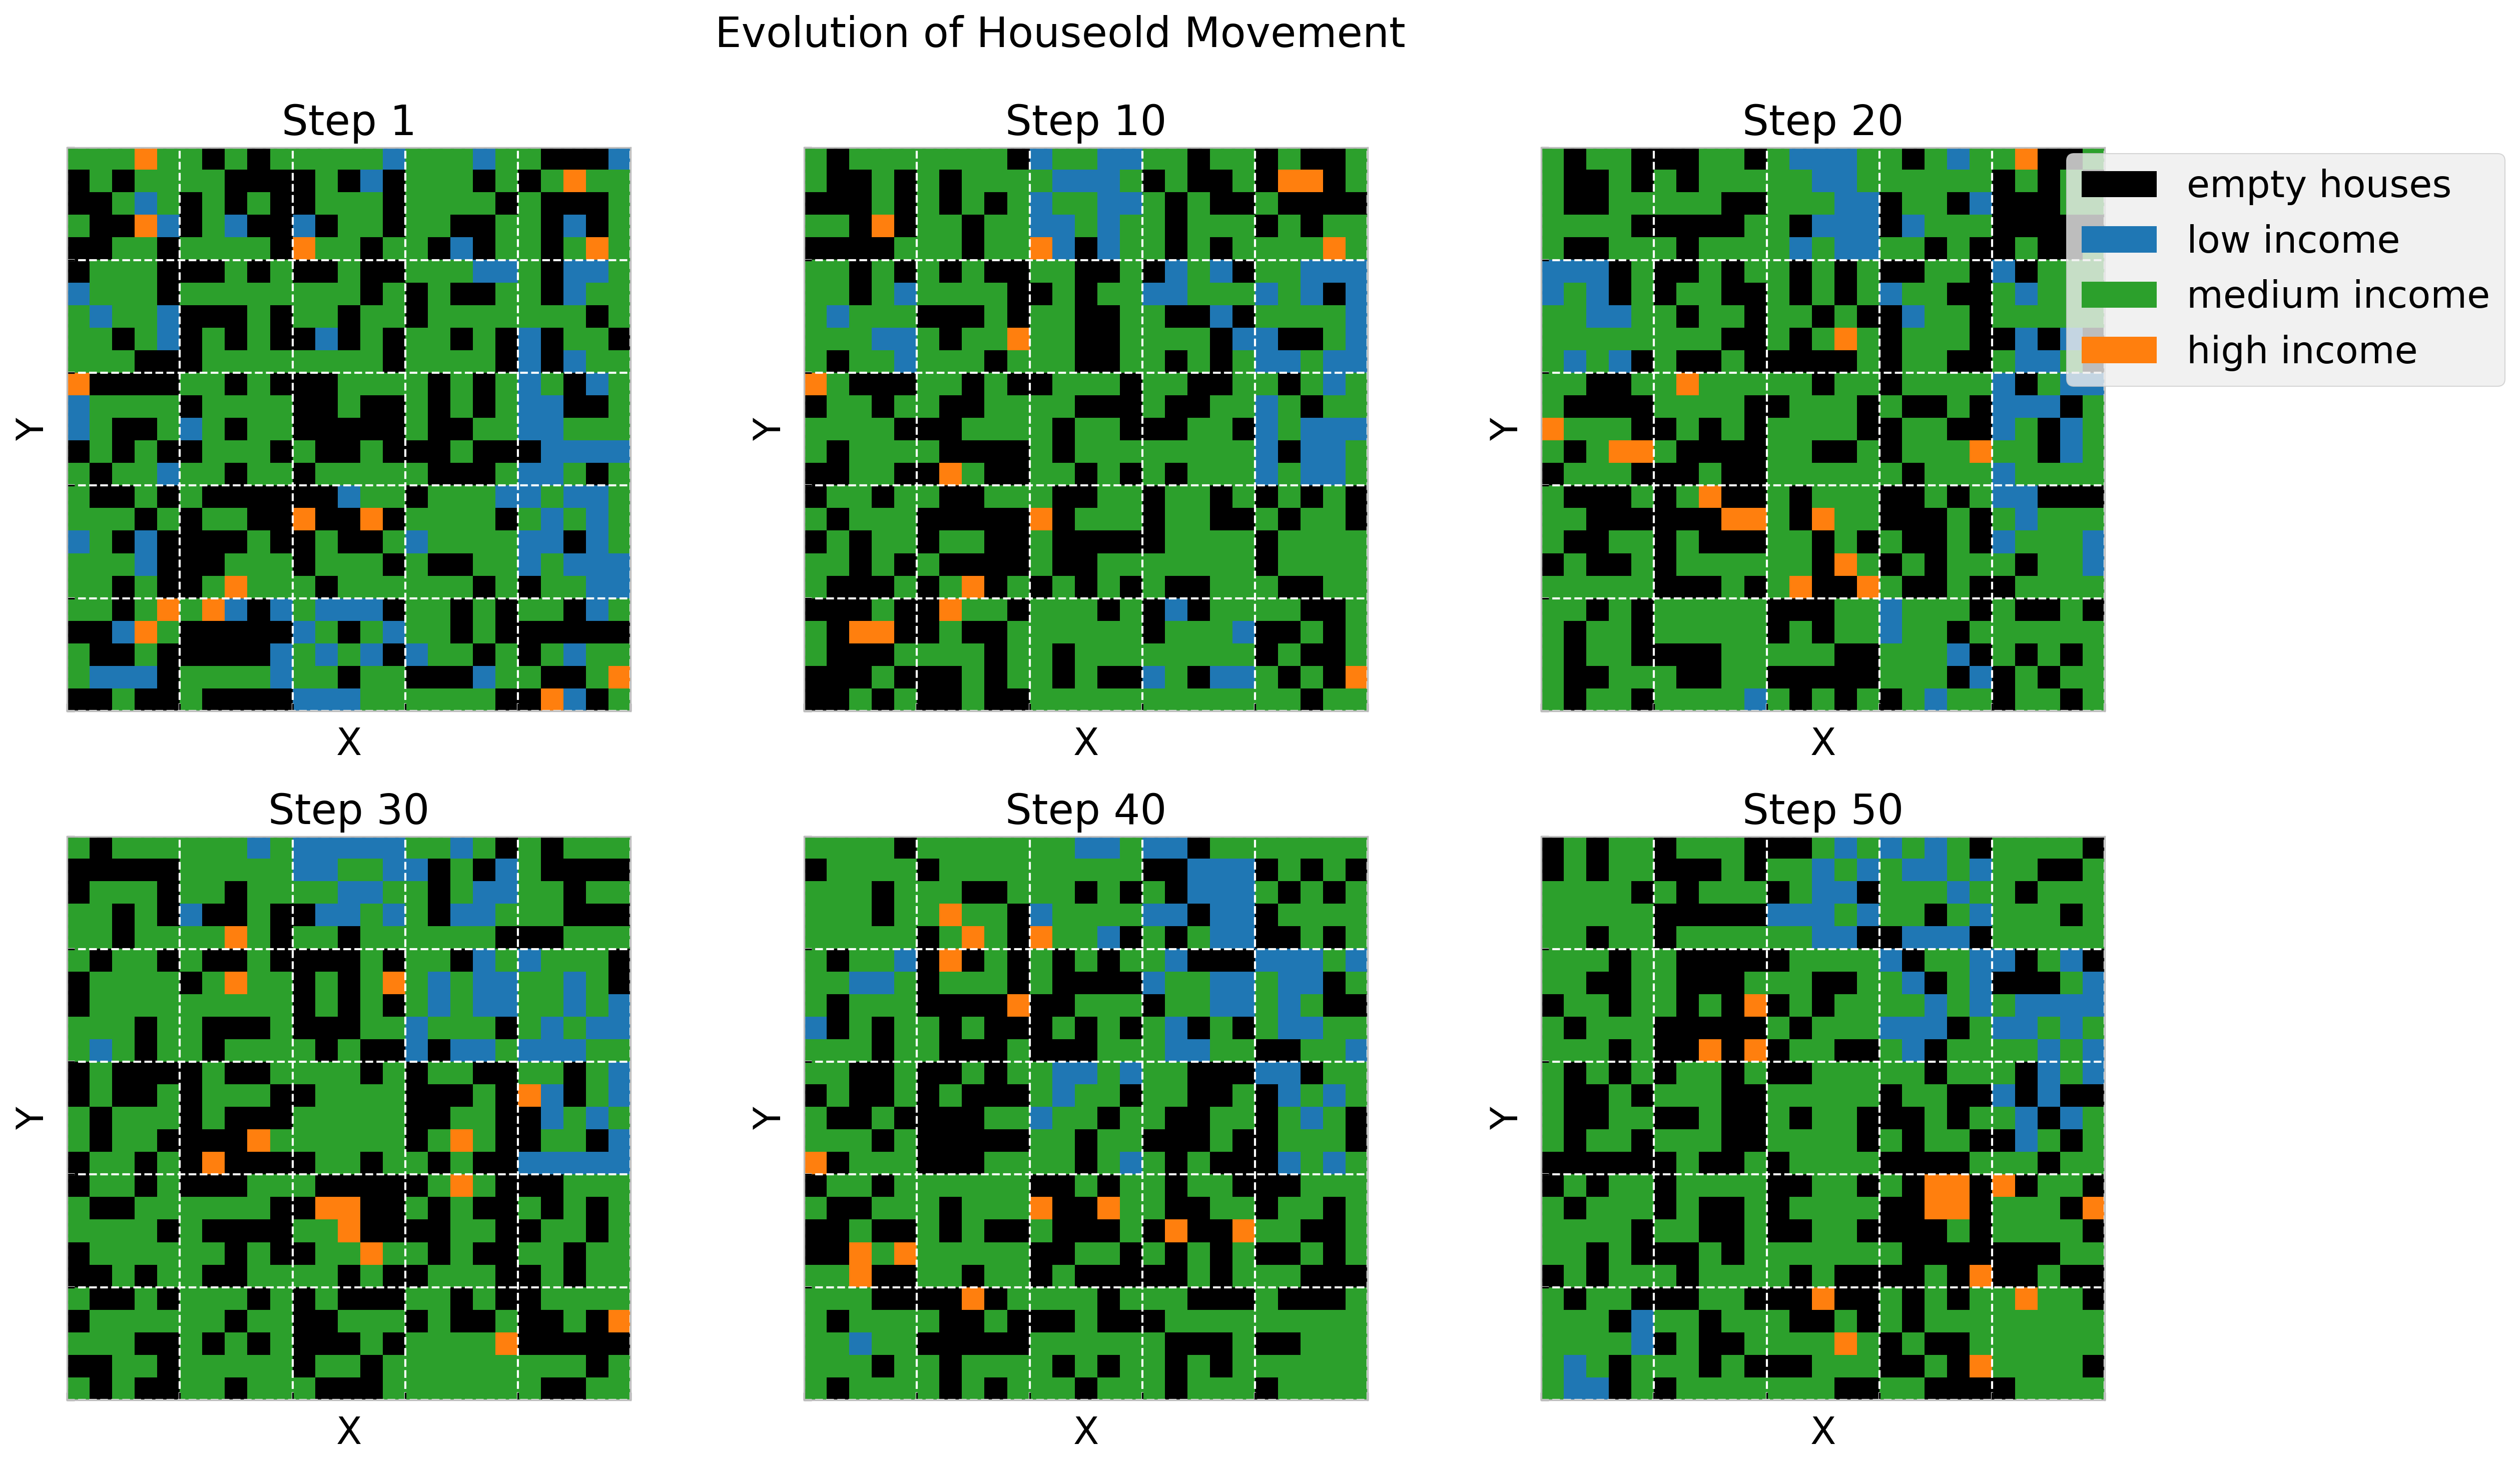 Evolution of Houseold Movement
Step 1
Step 10
Step 20
empty houses
low income
medium income
high income
Y
Y
Y
X
X
X
Step 30
Step 40
Step 50
Y
Y
Y
X
X
X